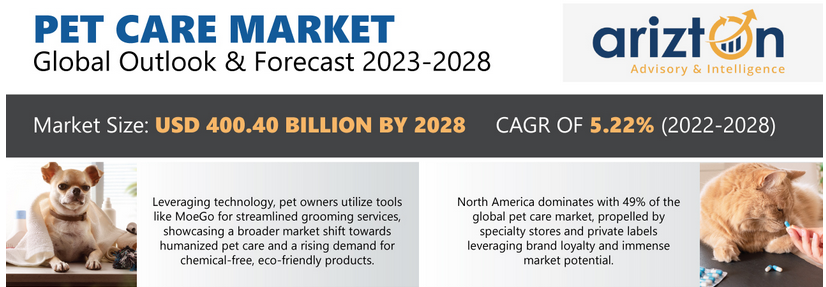 PET CARE MARKET
Global Outlook & Forecast 2023-2028
arizton
Advisory & Intelligence
Market Size: USD 400.40 BILLION BY 2028 CAGR OF 5.22% (2022-2028)
Leveraging technology, pet owners utilize tools
like MoeGo for streamlined grooming services,
showcasing a broader market shift towards
humanized pet care and a rising demand for
chemical-free, eco-friendly products.
North America dominates with 49% of the
global pet care market, propelled by
specialty stores and private labels
leveraging brand loyalty and immense
market potential.